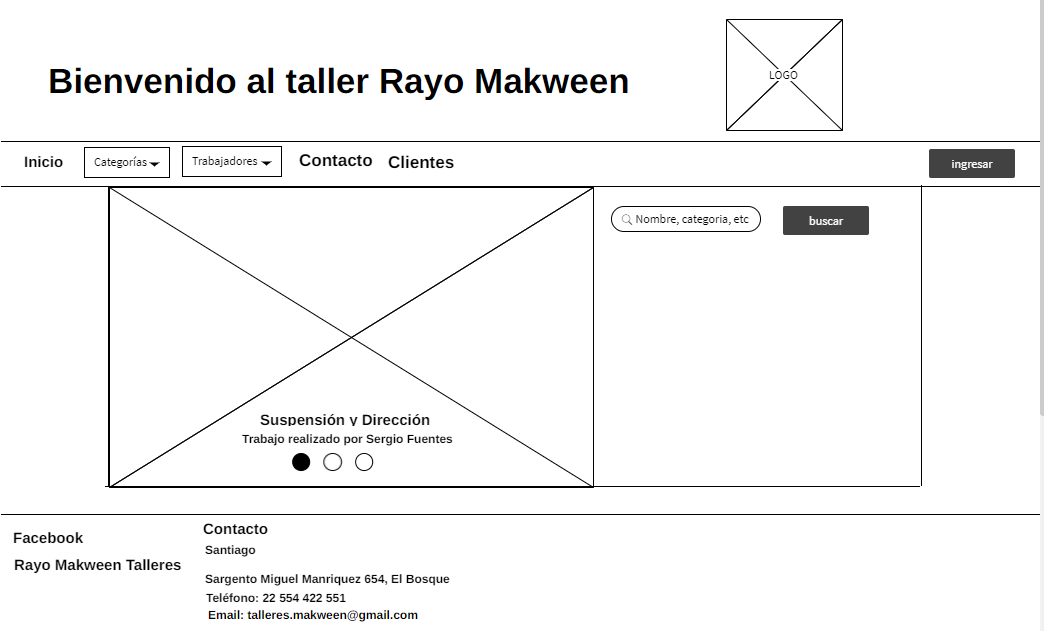 Bienvenido al taller Rayo Makween
LOGO
Inicio
Categorías
Trabajadores
Contacto
Clientes
ingresar
Nombre, categoria, etc
buscar
Suspensión y Dirección
Trabajo realizado por Sergio Fuentes
Facebook
Rayo Makween Talleres
Contacto
Santiago
Sargento Miguel Manriquez 654, El Bosque
Teléfono: 22 554 422 551
Email: talleres.makween@gmail.com